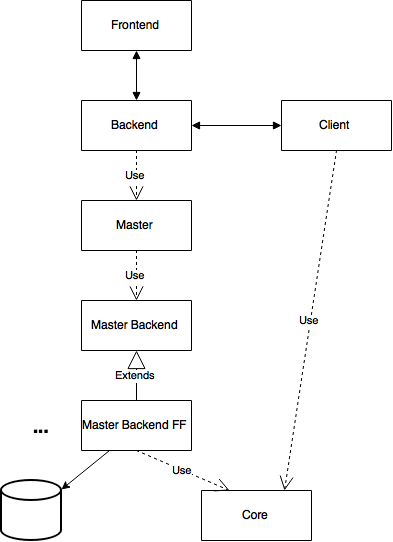 Frontend
Backend
Client
Use
Master
Use
Master Backend
Use
Extends
Master Backend FF
...
Use
Core